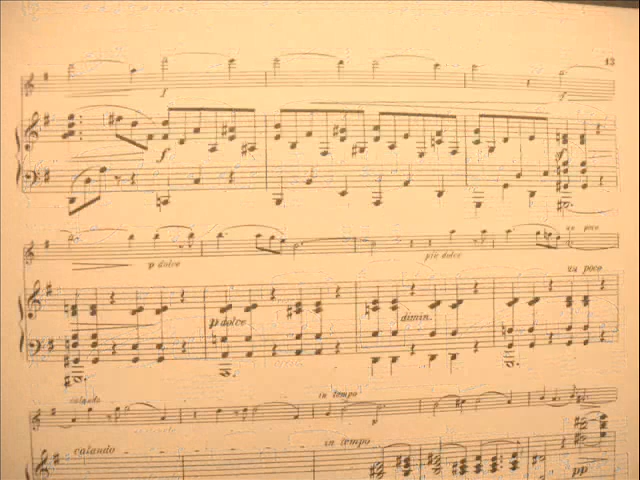 13
f
f
f
f
un poco
p dolce
più dolce
un poco
p dolce
dimin.
calando
in tempo
p
calando
in tempo
pp